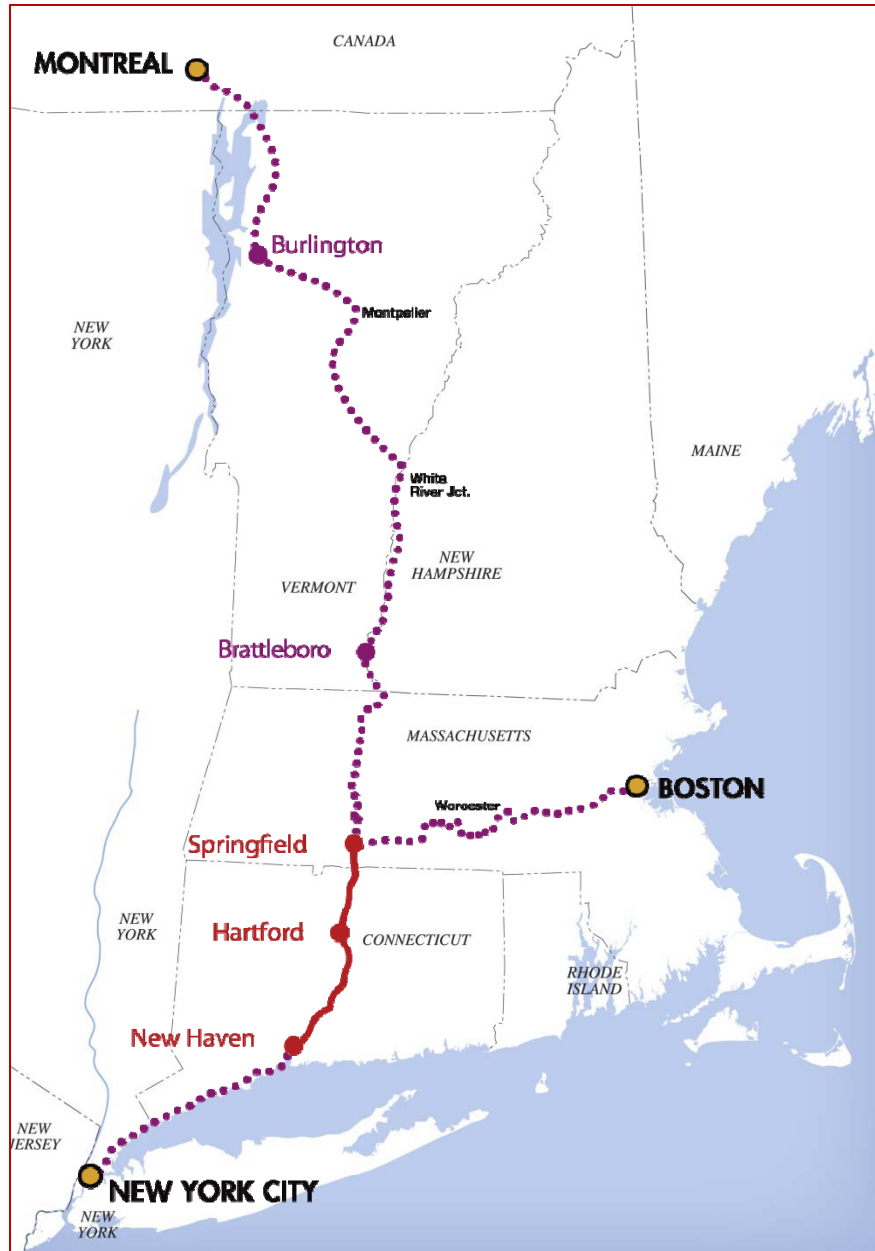 CANADA
MONTREAL
Burlington
Montpelier
NEW
YORK
MAINE
White
River Jct.
NEW
HAMPSHIRE
VERMONT
Brattleboro
MASSACHUSETTS
BOSTON
Worcester
Springfield
NEW
YORK
Hartford
CONNECTICUT
RHODE
ISLAND
New Haven
NEW
JERSEY
NEW YORK CITY
NEW
YORK